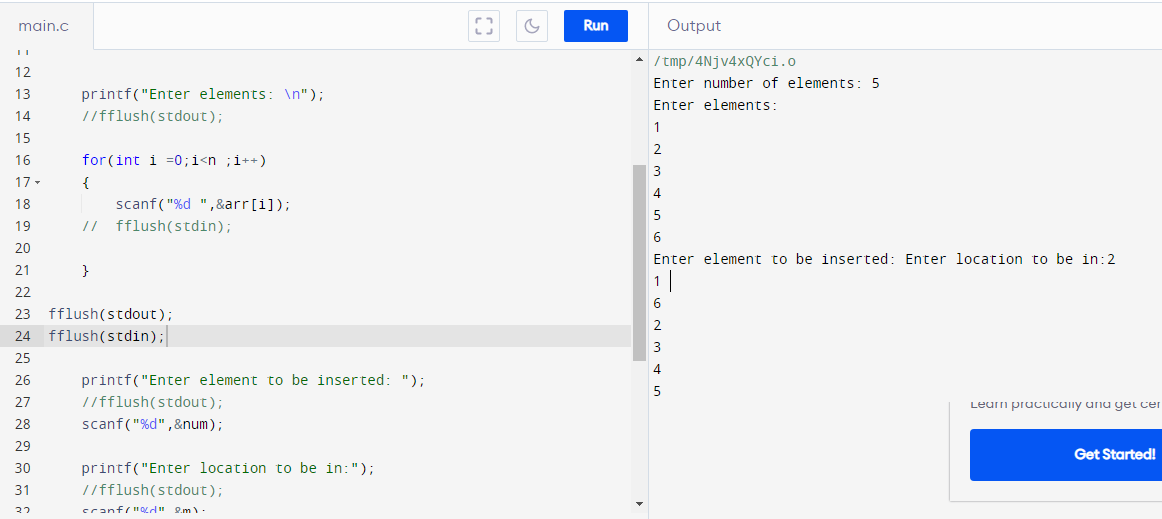 main.c
Run
Output
11
12
13 printf("Enter elements: \n");
14 //fflush(stdout);
15
16 for(int i =0;i<n ;i++)
17 {
18 scanf("%d ",&arr[i]);
19 // fflush(stdin);
20
21 }
22
23 fflush(stdout);
24 fflush(stdin);
25
26 printf("Enter element to be inserted: ");
27 //fflush(stdout);
28 scanf("%d",&num);
29
30 printf("Enter location to be in:");
31 //fflush(stdout);
32 scanf("%d",&m);
/tmp/4Njv4xQYci.o
Enter number of elements: 5
Enter elements:
1
2
3
4
5
6
Enter element to be inserted: Enter location to be in:2
1
6
2
3
4
5
Learn practically and get cer
Get Started!